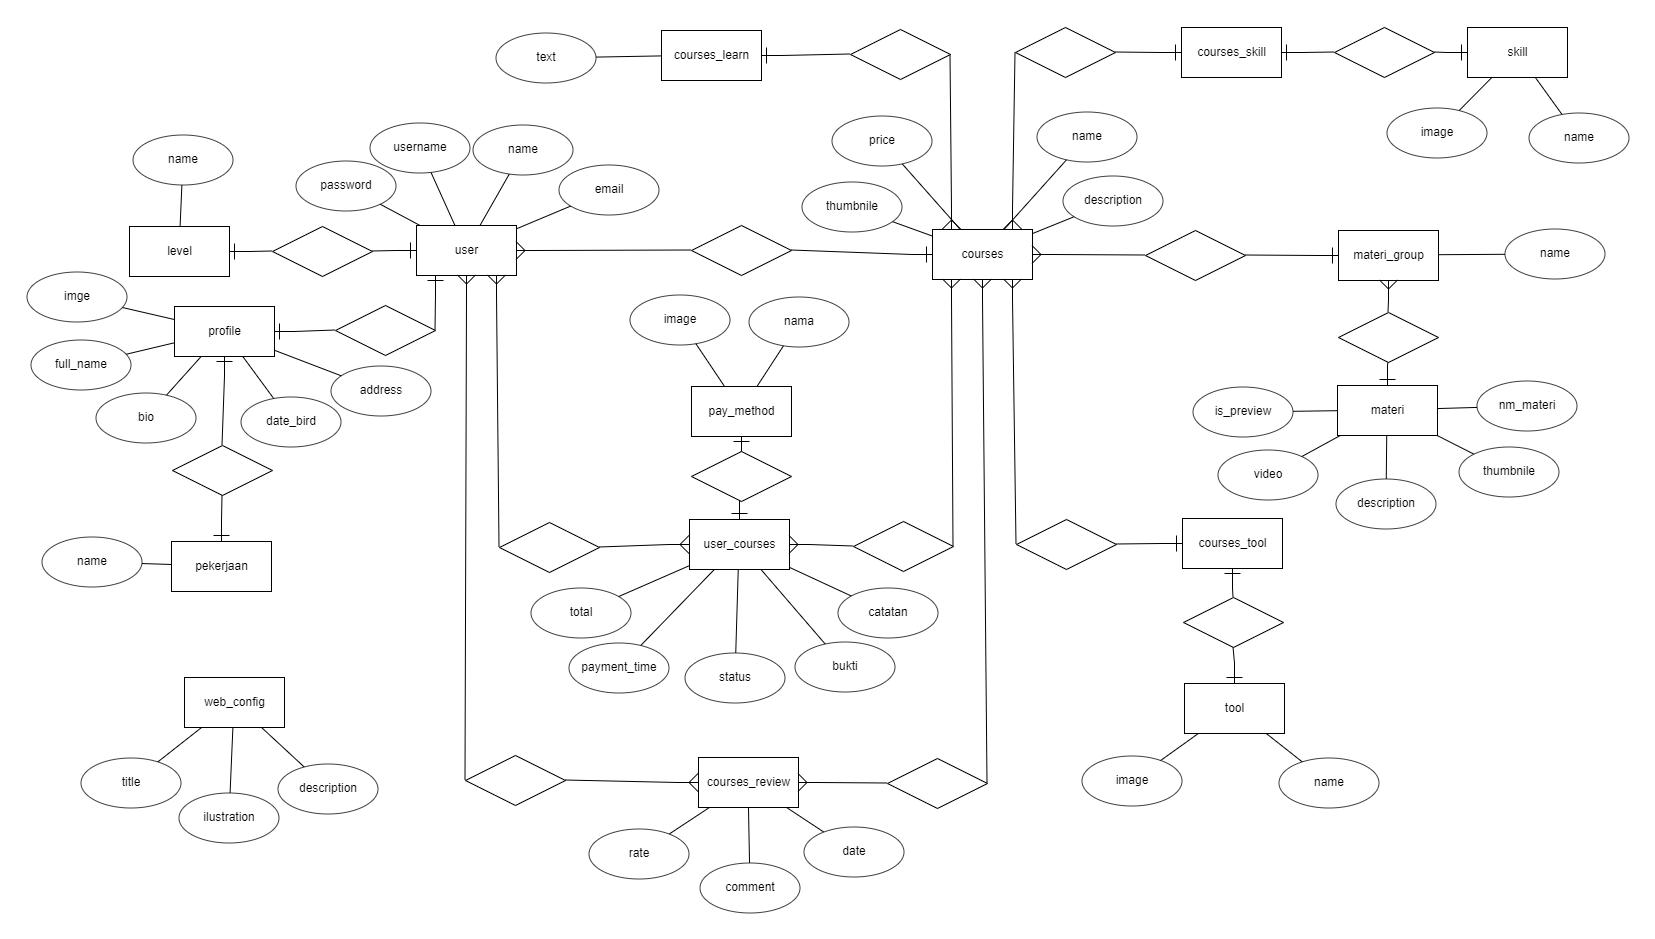 text
courses_learn
courses_skill
skill
image
name
price
name
name
username
name
password
email
thumbnile
description
level
user
courses
materi_group
name
imge
profile
full_name
bio
date_bird
address
image
nama
pay_method
is_preview
materi
nm_materi
video
description
thumbnile
name
pekerjaan
user_courses
courses_tool
total
payment_time
status
bukti
catatan
web_config
title
ilustration
description
tool
image
name
courses_review
rate
comment
date